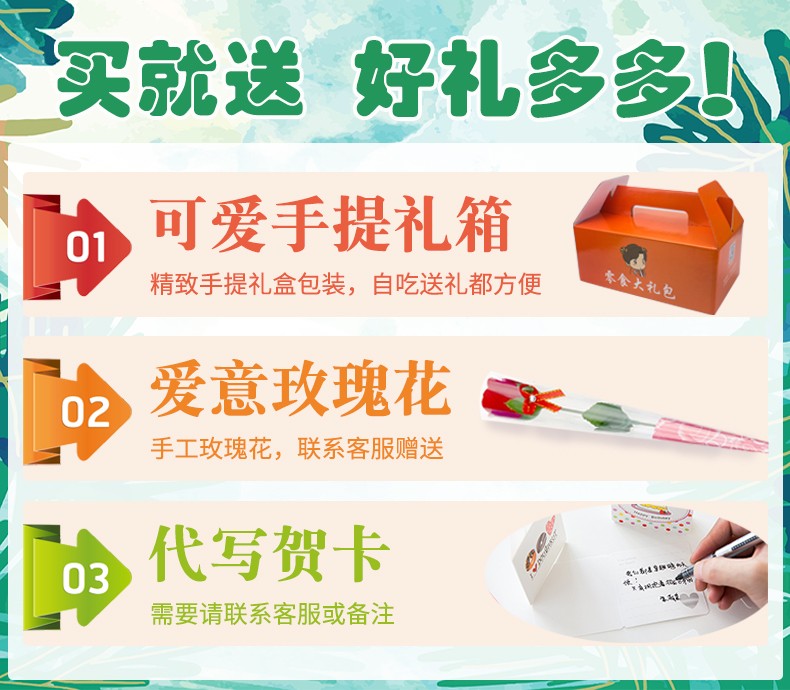 买就送 好礼多多!
01
可爱手提礼箱
精致手提礼盒包装，自吃送礼都方便
零食大礼包
02
爱意玫瑰花
手工玫瑰花，联系客服赠送
03
代写贺卡
需要请联系客服或备注
Happy Birthday